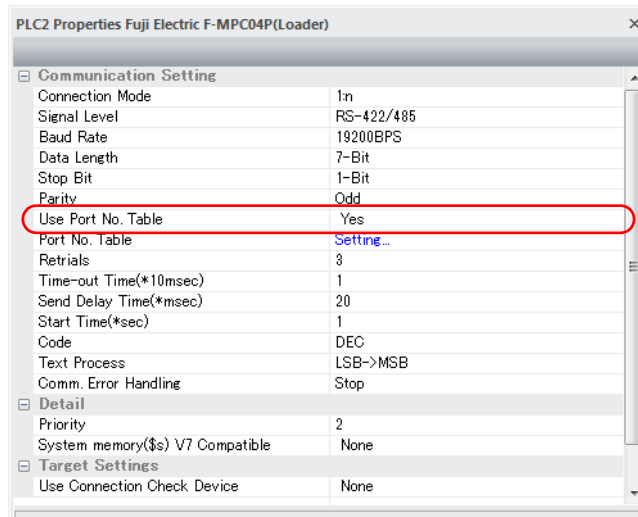 PLC2 Properties Fuji Electric F-MPC04P(Loader)
Communication Setting
Connection Mode 1:n
Signal Level RS-422/485
Baud Rate 19200BPS
Data Length 7-Bit
Stop Bit 1-Bit
Parity Odd
Use Port No. Table Yes
Port No. Table Setting...
Retrials 3
Time-out Time(*10msec) 1
Send Delay Time(*msec) 20
Start Time(*sec) 1
Code DEC
Text Process LSB->MSB
Comm. Error Handling Stop
Detail
Priority 2
System memory($s) V7 Compatible None
Target Settings
Use Connection Check Device None